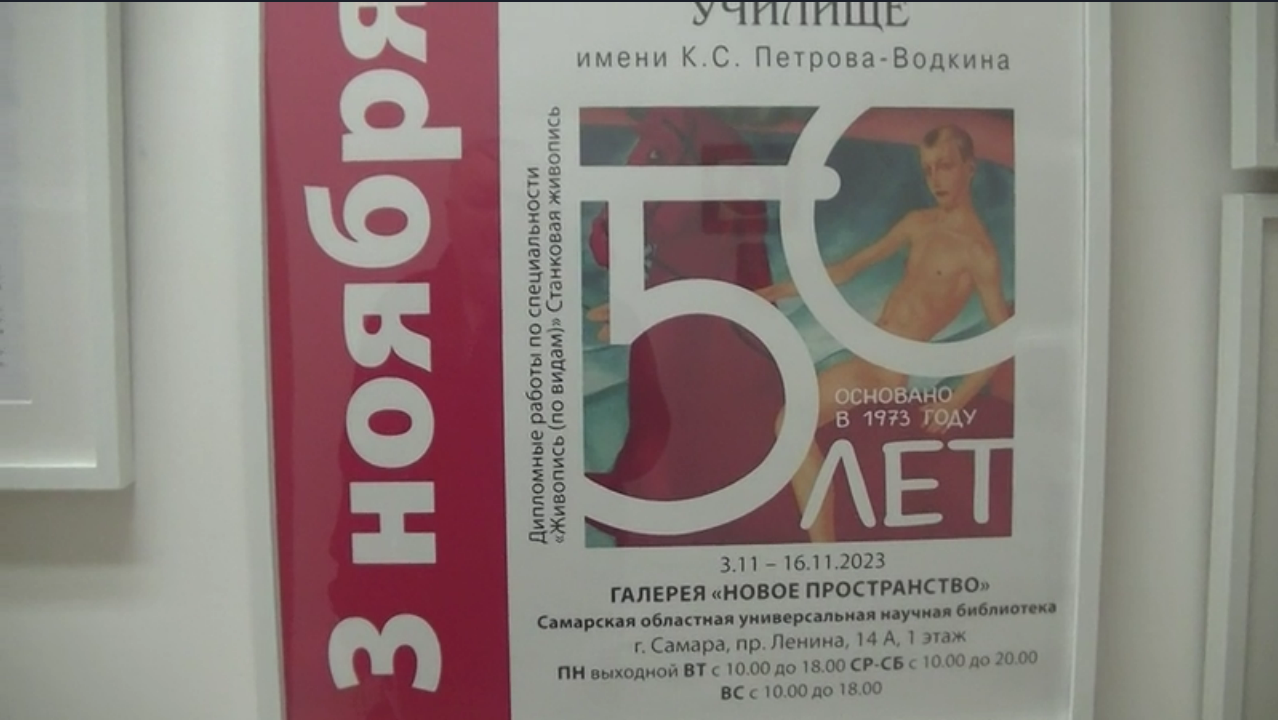 3 ноября
УЧИЛИЩЕ
имени К.С. Петрова-Водкина
Дипломные работы по специальности
«Живопись (по видам)» Станковая живопись
50
ОСНОВАНО
В 1973 ГОДУ
ЛЕТ
3.11 – 16.11.2023
ГАЛЕРЕЯ «НОВОЕ ПРОСТРАНСТВО»
Самарская областная универсальная научная библиотека
г. Самара, пр. Ленина, 14 А, 1 этаж
ПН выходной ВТ с 10.00 до 18.00 СР-СБ с 10.00 до 20.00
ВС с 10.00 до 18.00